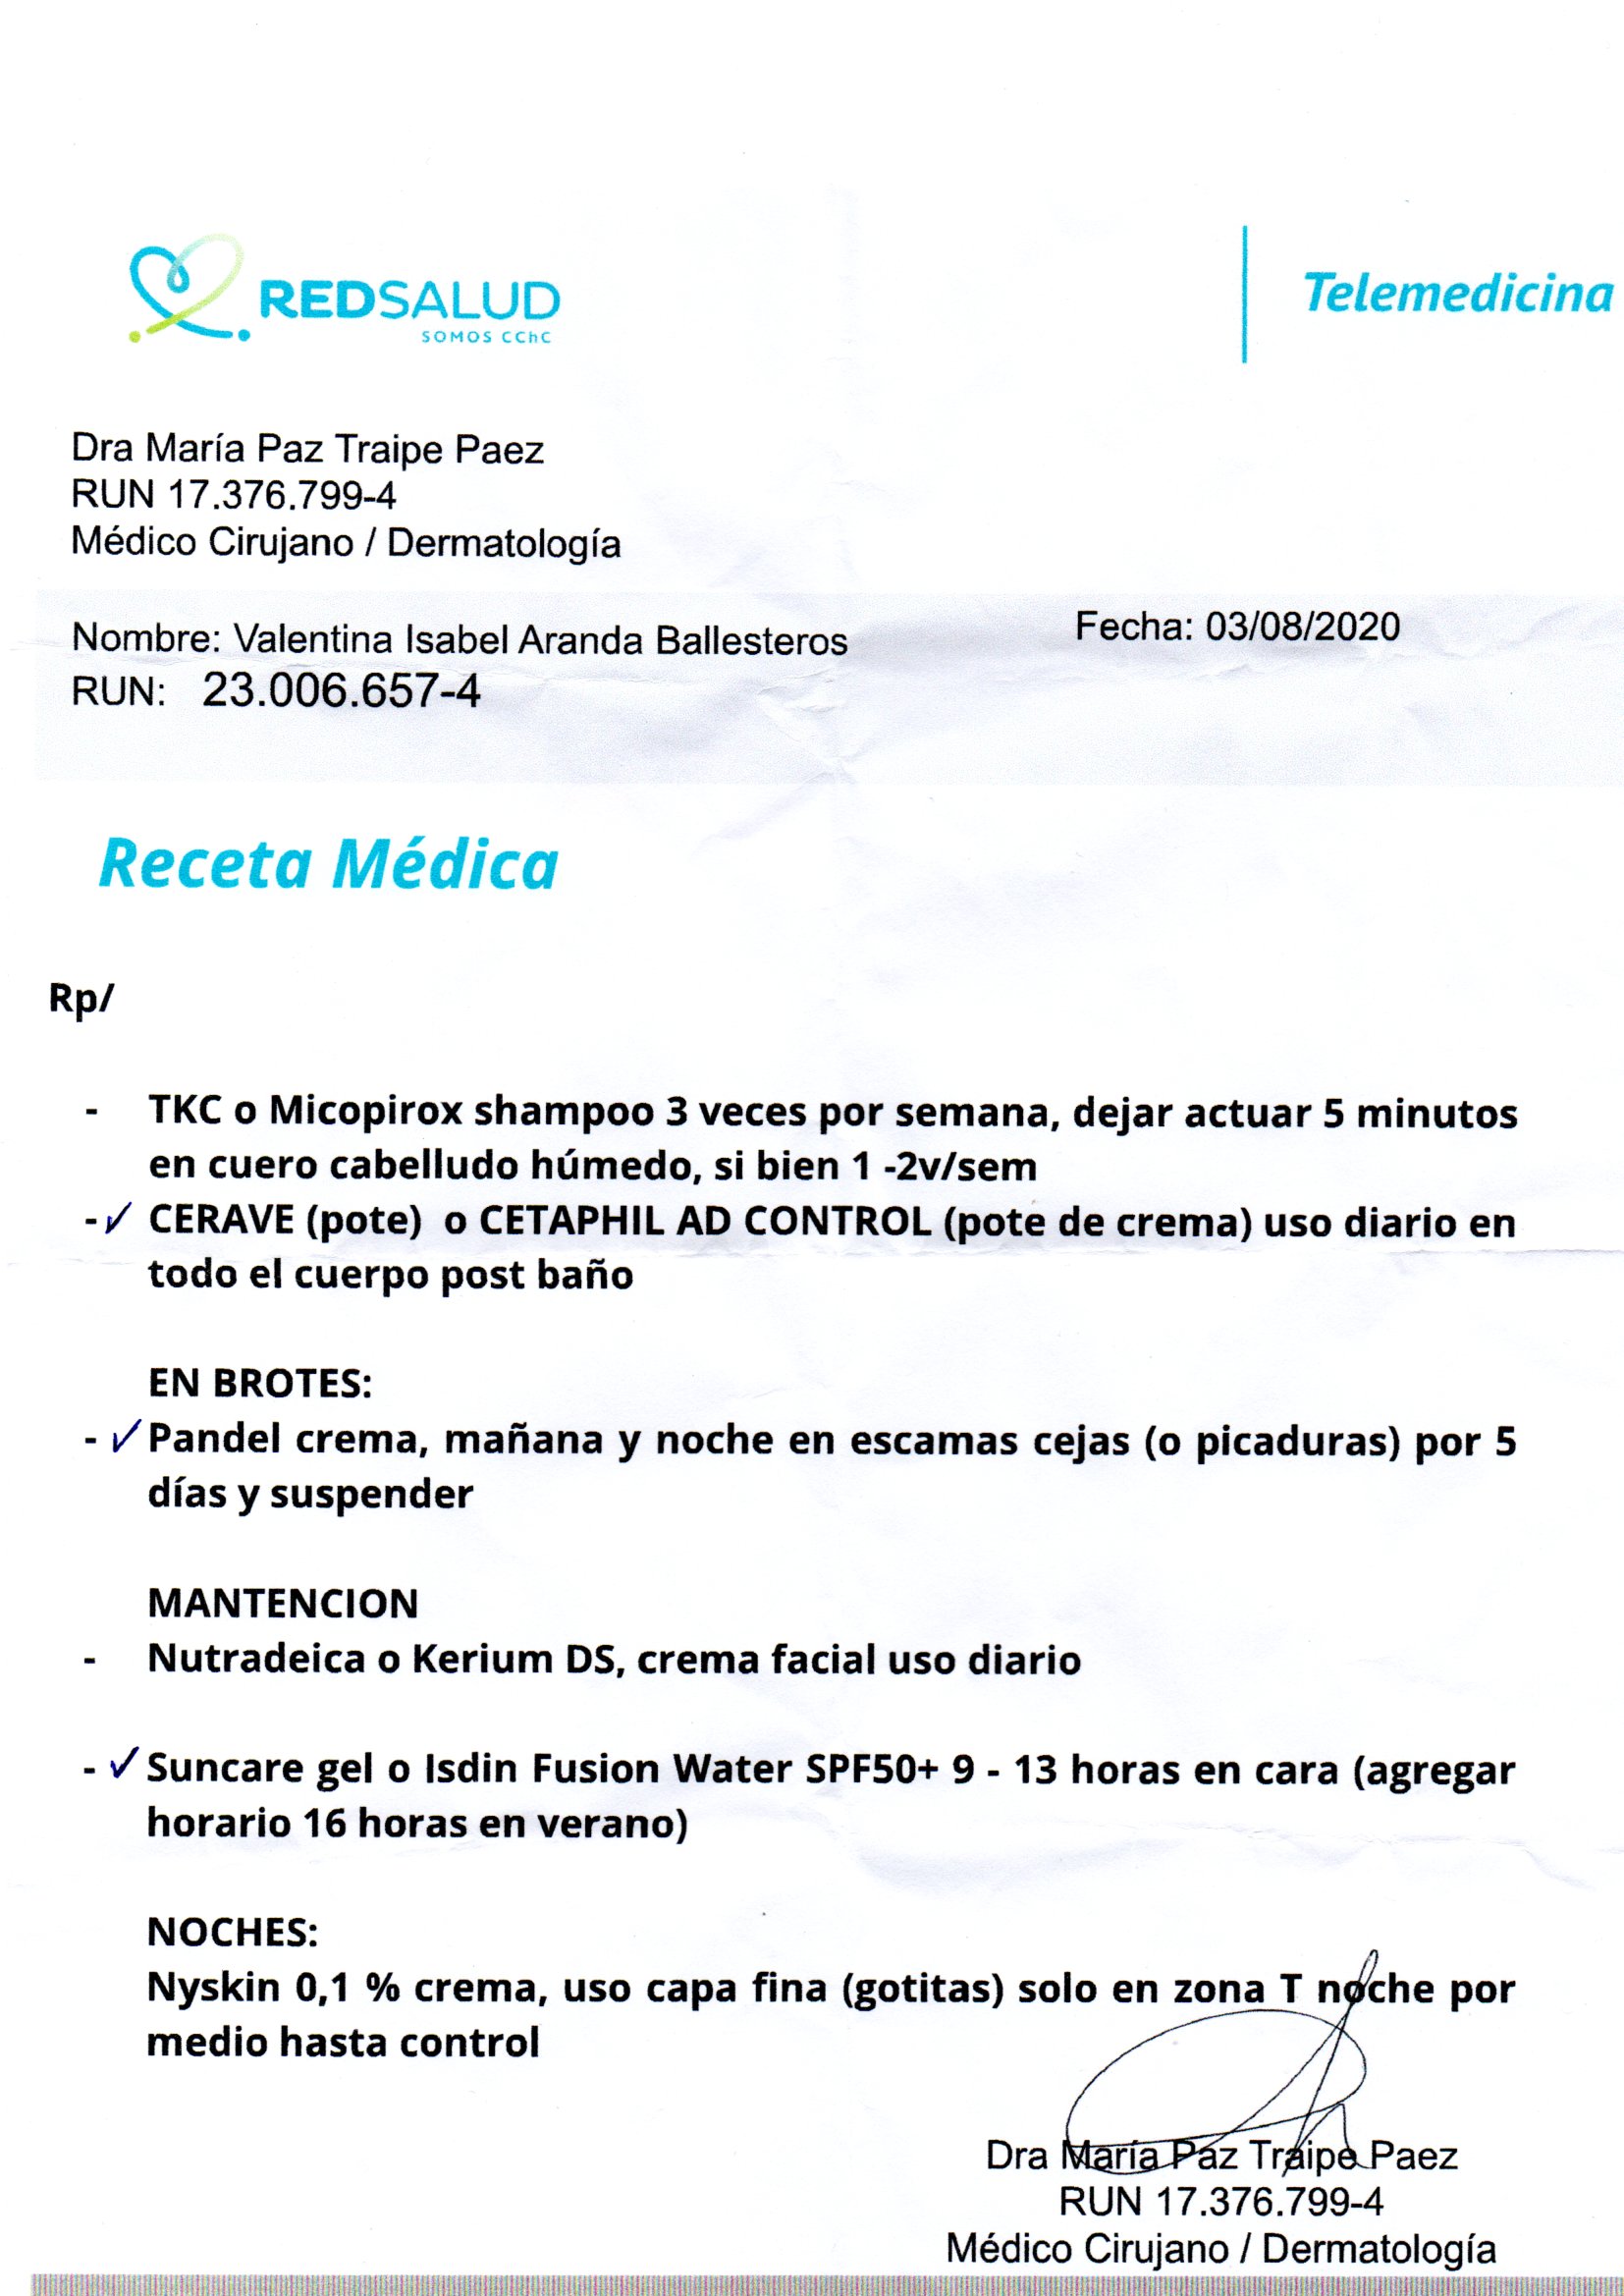 REDSALUD
SOMOS CChC
Telemedicina
Dra María Paz Traipe Paez
RUN 17.376.799-4
Médico Cirujano / Dermatología
Nombre: Valentina Isabel Aranda Ballesteros
Fecha: 03/08/2020
RUN: 23.006.657-4
Receta Médica
Rp/
- TKC o Micopirox shampoo 3 veces por semana, dejar actuar 5 minutos
en cuero cabelludo húmedo, si bien 1 -2v/sem
-✓ CERAVE (pote) o CETAPHIL AD CONTROL (pote de crema) uso diario en
todo el cuerpo post baño
EN BROTES:
-✓ Pandel crema, mañana y noche en escamas cejas (o picaduras) por 5
días y suspender
MANTENCION
- Nutradeica o Kerium DS, crema facial uso diario
-✓ Suncare gel o Isdin Fusion Water SPF50+ 9 - 13 horas en cara (agregar
horario 16 horas en verano)
NOCHES:
Nyskin 0,1 % crema, uso capa fina (gotitas) solo en zona T noche por
medio hasta control
Dra María Paz Traipe Paez
RUN 17.376.799-4
Médico Cirujano / Dermatología